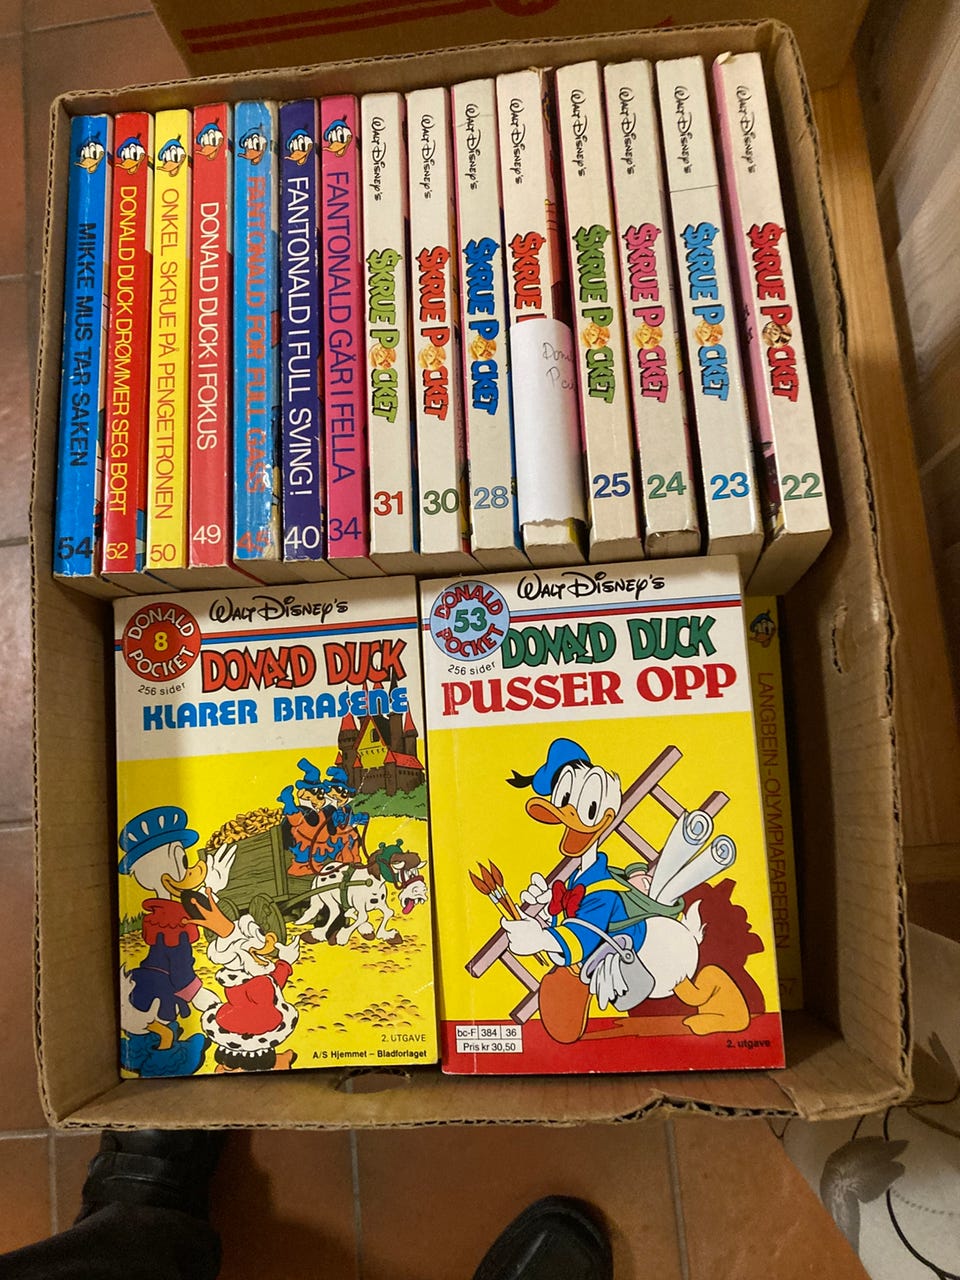 MIKKE MUS TAR SAKEN
54
DONALD DUCK DRØMMER SEG BORT
52
ONKEL SKRUE PÅ PENGETRONEN
50
DONALD DUCK I FOKUS
49
FANTONALD FOR FULL GASS
45
FANTONALD I FULL SVING!
40
FANTONALD GÅR I FELLA
34
WALT DISNEY'S
SKRUE POCKET
31
WALT DISNEY'S
SKRUE POCKET
30
WALT DISNEY'S
SKRUE POCKET
28
WALT DISNEY'S
SKRUE
WALT DISNEY'S
SKRUE POCKET
25
WALT DISNEY'S
SKRUE POCKET
24
WALT DISNEY'S
SKRUE POCKET
23
WALT DISNEY'S
SKRUE POCKET
22
DONALD
8
POCKET
256 sider
WALT DISNEY'S
DONALD DUCK
KLARER BRASENE
2. UTGAVE
A/S Hjemmet – Bladforlaget
DONALD
53
POCKET
256 sider
WALT DISNEY'S
DONALD DUCK
PUSSER OPP
bc-F 384 36
Pris kr 30,50
2. utgave
LANGBEIN-OLYMPIAFAREREN